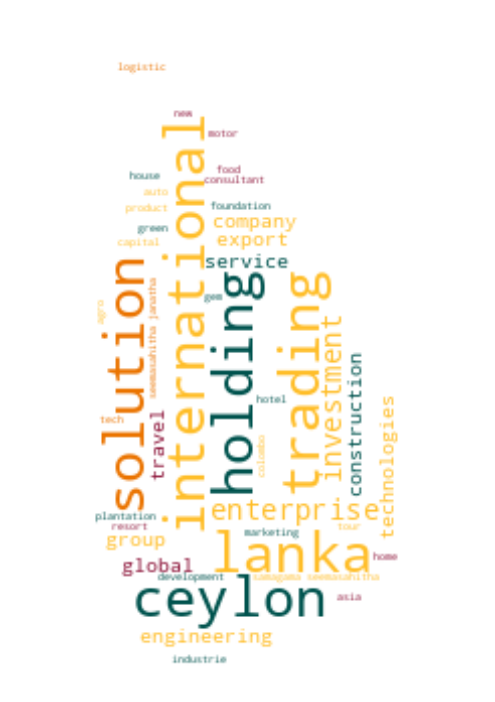 logistic
new
motor
international
house
food
consultant
auto
product
foundation
green
company
capital
export
service
solution
holding
trading
seemasahitha janatha
gem
agro
investment
construction
hotel
technologies
tech
travel
colombo
enterprise
plantation
resort
tour
marketing
group
lanka
home
global
development
samagama seemasahitha
ceylon
asia
engineering
industrie